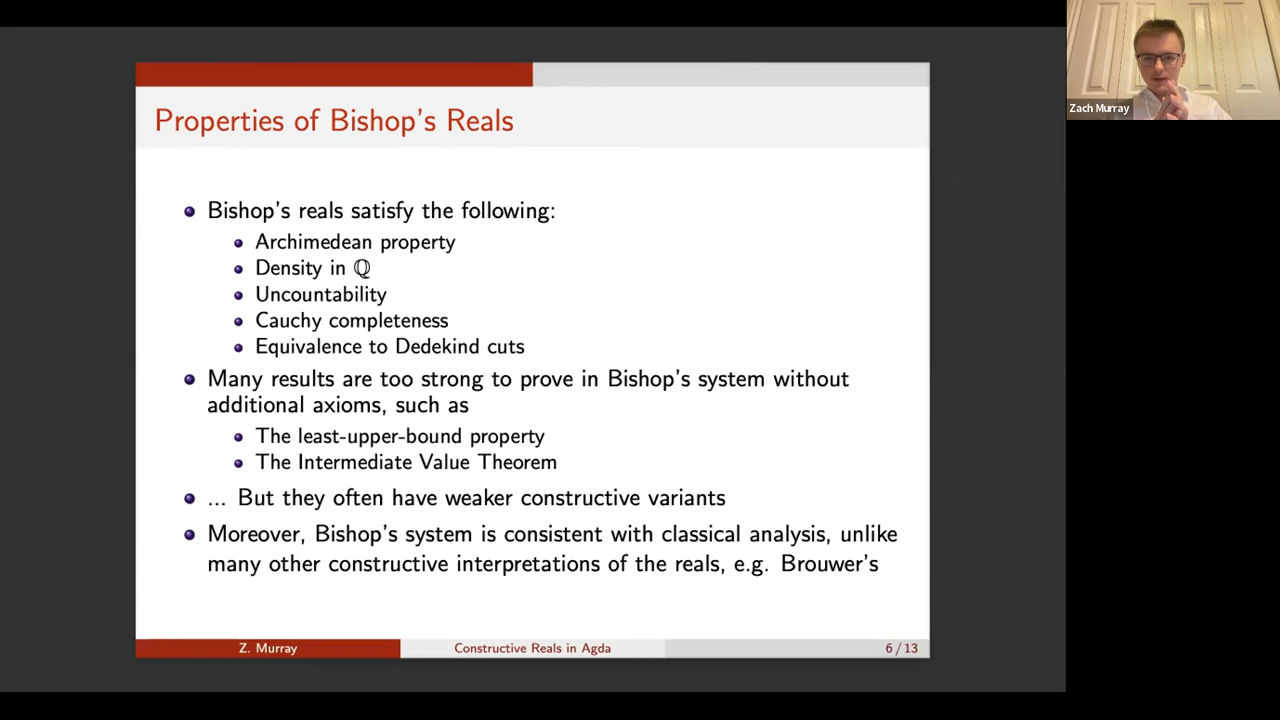 Properties of Bishop's Reals
Bishop's reals satisfy the following:
Archimedean property
Density in ℚ
Uncountability
Cauchy completeness
Equivalence to Dedekind cuts
Many results are too strong to prove in Bishop's system without
additional axioms, such as
The least-upper-bound property
The Intermediate Value Theorem
... But they often have weaker constructive variants
Moreover, Bishop's system is consistent with classical analysis, unlike
many other constructive interpretations of the reals, e.g. Brouwer's
Z. Murray
Constructive Reals in Agda
6 / 13
Zach Murray